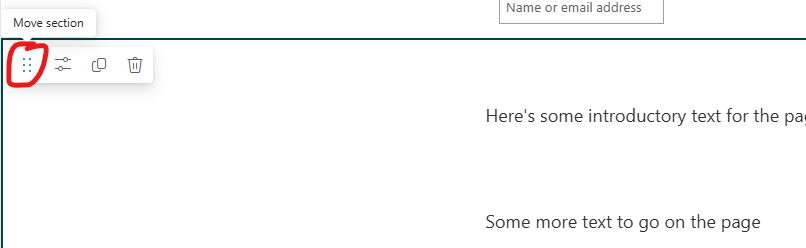 Name or email address
Move section
Here's some introductory text for the
Some more text to go on the page